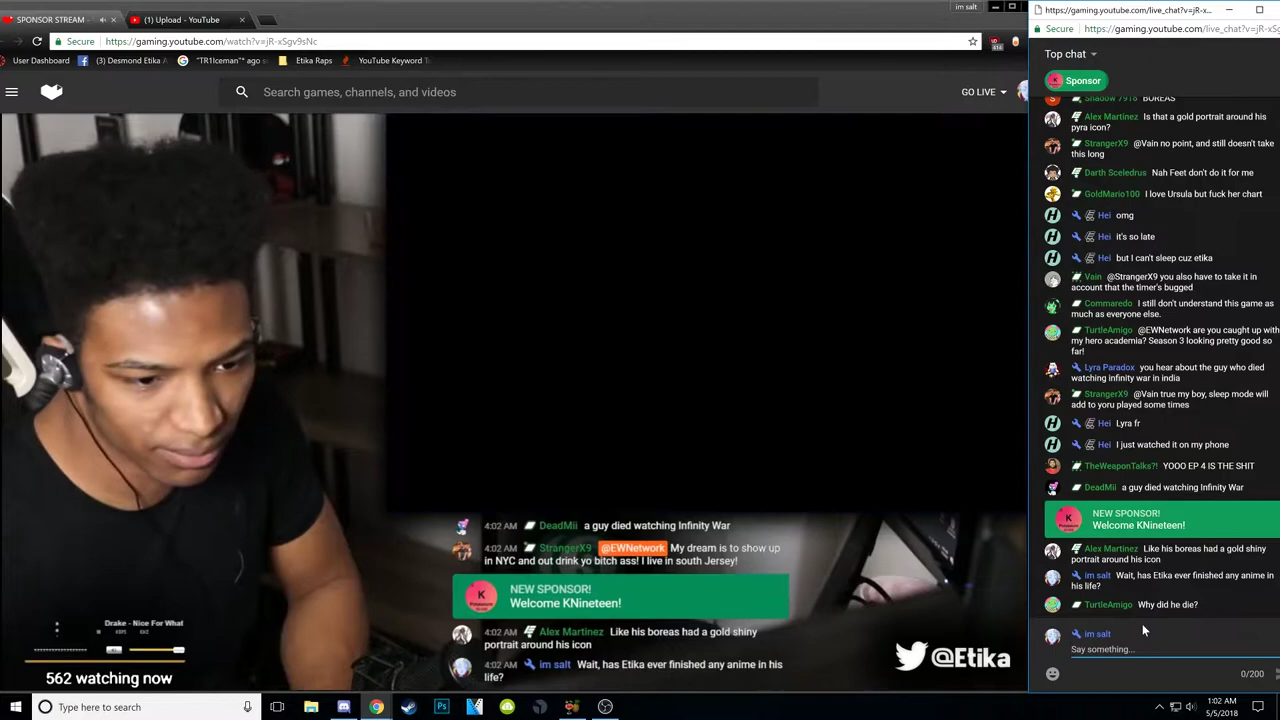 SPONSOR STREAM
(1) Upload - YouTube
im salt
https://gaming.youtube.com/live_chat?v=jR-x...
Secure
https://gaming.youtube.com/watch?v=jR-xSgv9sNc
Secure
https://gaming.youtube.com/live_chat?v=jR-xSg
User Dashboard
(3) Desmond Etika A
"TR1Iceman"* ago s
Etika Raps
YouTube Keyword T
Search games, channels, and videos
GO LIVE
Top chat
Sponsor
Shadow 7918 BOREAS
Alex Martinez Is that a gold portrait around his
pyra icon?
StrangerX9 @Vain no point, and still doesn't take
this long
Darth Sceledrus Nah Feet don't do it for me
GoldMario100 I love Ursula but fuck her chart
Hei omg
Hei it's so late
Hei but I can't sleep cuz etika
Vain @StrangerX9 you also have to take it in
account that the timer's bugged
Commaredo I still don't understand this game as
much as everyone else.
TurtleAmigo @EWNetwork are you caught up with
my hero academia? Season 3 looking pretty good so
far!
Lyra Paradox you hear about the guy who died
watching infinity war in india
StrangerX9 @Vain true my boy, sleep mode will
add to yoru played some times
Hei Lyra fr
Hei I just watched it on my phone
TheWeaponTalks?! YOOO EP 4 IS THE SHIT
DeadMii a guy died watching Infinity War
NEW SPONSOR!
Welcome KNineteen!
Alex Martinez Like his boreas had a gold shiny
portrait around his icon
im salt Wait, has Etika ever finished any anime in
his life?
TurtleAmigo Why did he die?
im salt
Say something...
0/200
4:02 AM DeadMii a guy died watching Infinity War
4:02 AM StrangerX9 @EWNetwork My dream is to show up
in NYC and out drink yo bitch ass! I live in south Jersey!
NEW SPONSOR!
Welcome KNineteen!
4:02 AM Alex Martinez Like his boreas had a gold shiny
portrait around his icon
4:02 AM im salt Wait, has Etika ever finished any anime in his
life?
Drake - Nice For What
562 watching now
@Etika
Type here to search
1:02 AM
5/5/2018